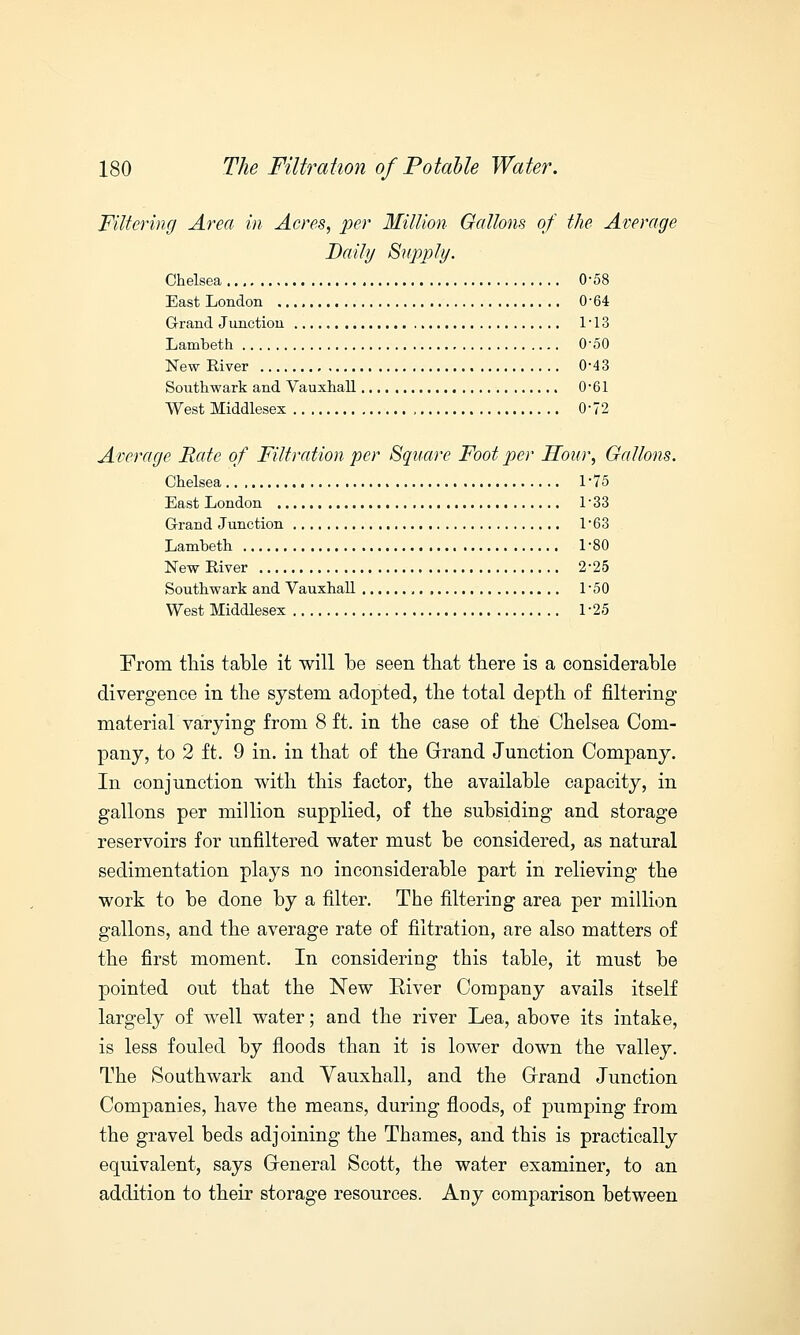 180 The Filtration of Potable Water.
Filtering Area in Acres, per Million Gallons of the Average
Daily Supply.
Chelsea 0·58
East London 0·64
Grand Junction 1·13
Lambeth 0·50
New River 0·43
Southwark and Vauxhall 0·61
West Middlesex 0·72
Average Rate of Filtration per Square Foot per Hour, Gallons.
Chelsea 1·75
East London 1·33
Grand Junction 1·63
Lambeth 1·80
New River 2·25
Southwark and Vauxhall 1·50
West Middlesex 1·25
From this table it will be seen that there is a considerable
divergence in the system adopted, the total depth of filtering
material varying from 8 ft. in the case of the Chelsea Com-
pany, to 2 ft. 9 in. in that of the Grand Junction Company.
In conjunction with this factor, the available capacity, in
gallons per million supplied, of the subsiding and storage
reservoirs for unfiltered water must be considered, as natural
sedimentation plays no inconsiderable part in relieving the
work to be done by a filter. The filtering area per million
gallons, and the average rate of filtration, are also matters of
the first moment. In considering this table, it must be
pointed out that the New River Company avails itself
largely of well water; and the river Lea, above its intake,
is less fouled by floods than it is lower down the valley.
The Southwark and Vauxhall, and the Grand Junction
Companies, have the means, during floods, of pumping from
the gravel beds adjoining the Thames, and this is practically
equivalent, says General Scott, the water examiner, to an
addition to their storage resources. Any comparison between